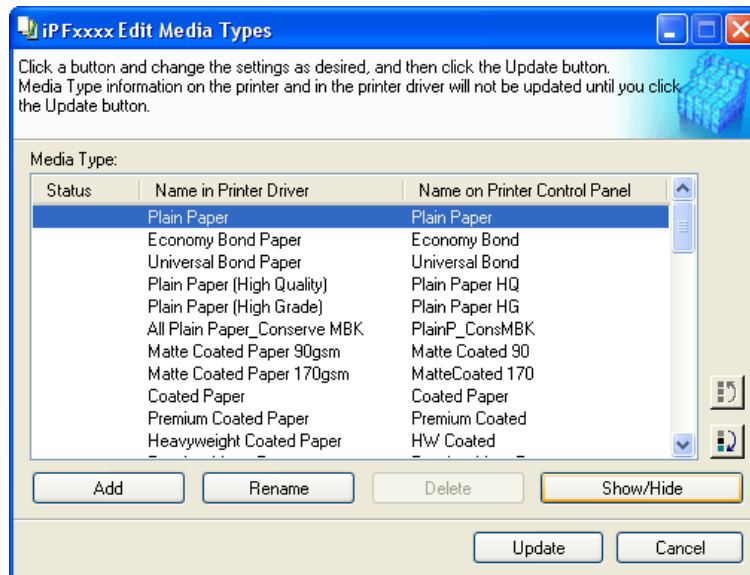 iPFxxxx Edit Media Types
Click a button and change the settings as desired, and then click the Update button.
Media Type information on the printer and in the printer driver will not be updated until you click
the Update button.
Media Type:
Status Name in Printer Driver Name on Printer Control Panel
Plain Paper Plain Paper
Economy Bond Paper Economy Bond
Universal Bond Paper Universal Bond
Plain Paper (High Quality) Plain Paper HQ
Plain Paper (High Grade) Plain Paper HG
All Plain Paper_Conserve MBK PlainP_ConsMBK
Matte Coated Paper 90gsm Matte Coated 90
Matte Coated Paper 170gsm MatteCoated 170
Coated Paper Coated Paper
Premium Coated Paper Premium Coated
Heavyweight Coated Paper HW Coated
Add Rename Delete Show/Hide
Update Cancel